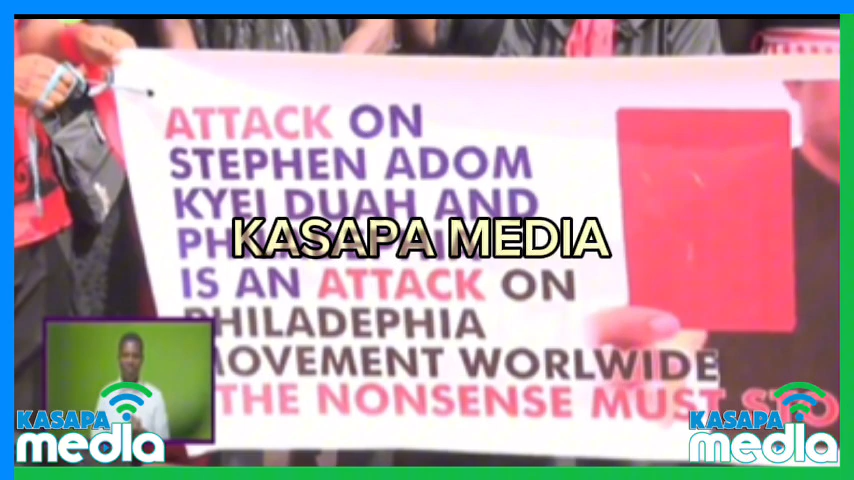 ATTACK ON
STEPHEN ADOM
KYEI DUAH AND
KASAPA MEDIA
IS AN ATTACK ON
PHILADEPHIA
MOVEMENT WORLWIDE
THE NONSENSE MUST
KASAPA
media
KASAPA
media